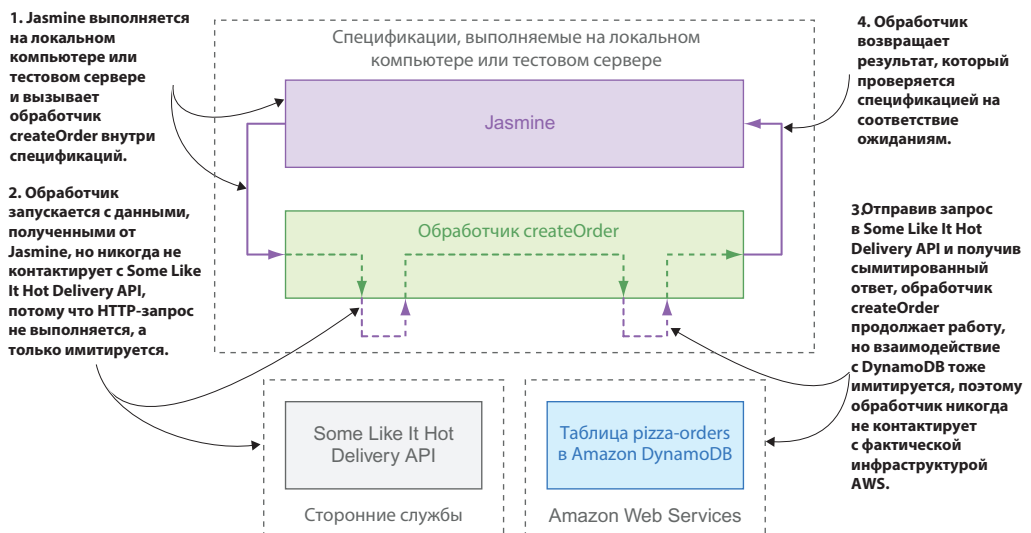 1. Jasmine выполняется
на локальном
компьютере или
тестовом сервере
и вызывает
обработчик
createOrder внутри
спецификаций.
2. Обработчик
запускается с данными,
полученными от
Jasmine, но никогда не
контактирует с Some Like
It Hot Delivery API,
потому что HTTP-запрос
не выполняется, а
только имитируется.
Спецификации, выполняемые на локальном
компьютере или тестовом сервере
Jasmine
Обработчик createOrder
Some Like It Hot
Delivery API
Сторонние службы
Таблица pizza-orders
в Amazon DynamoDB
Amazon Web Services
4. Обработчик
возвращает
результат, который
проверяется
спецификацией на
соответствие
ожиданиям.
3.Отправив запрос
в Some Like It Hot
Delivery API и получив
сымитированный
ответ, обработчик
createOrder
продолжает работу,
но взаимодействие
с DynamoDB тоже
имитируется, поэтому
обработчик никогда
не контактирует
с фактической
инфраструктурой
AWS.